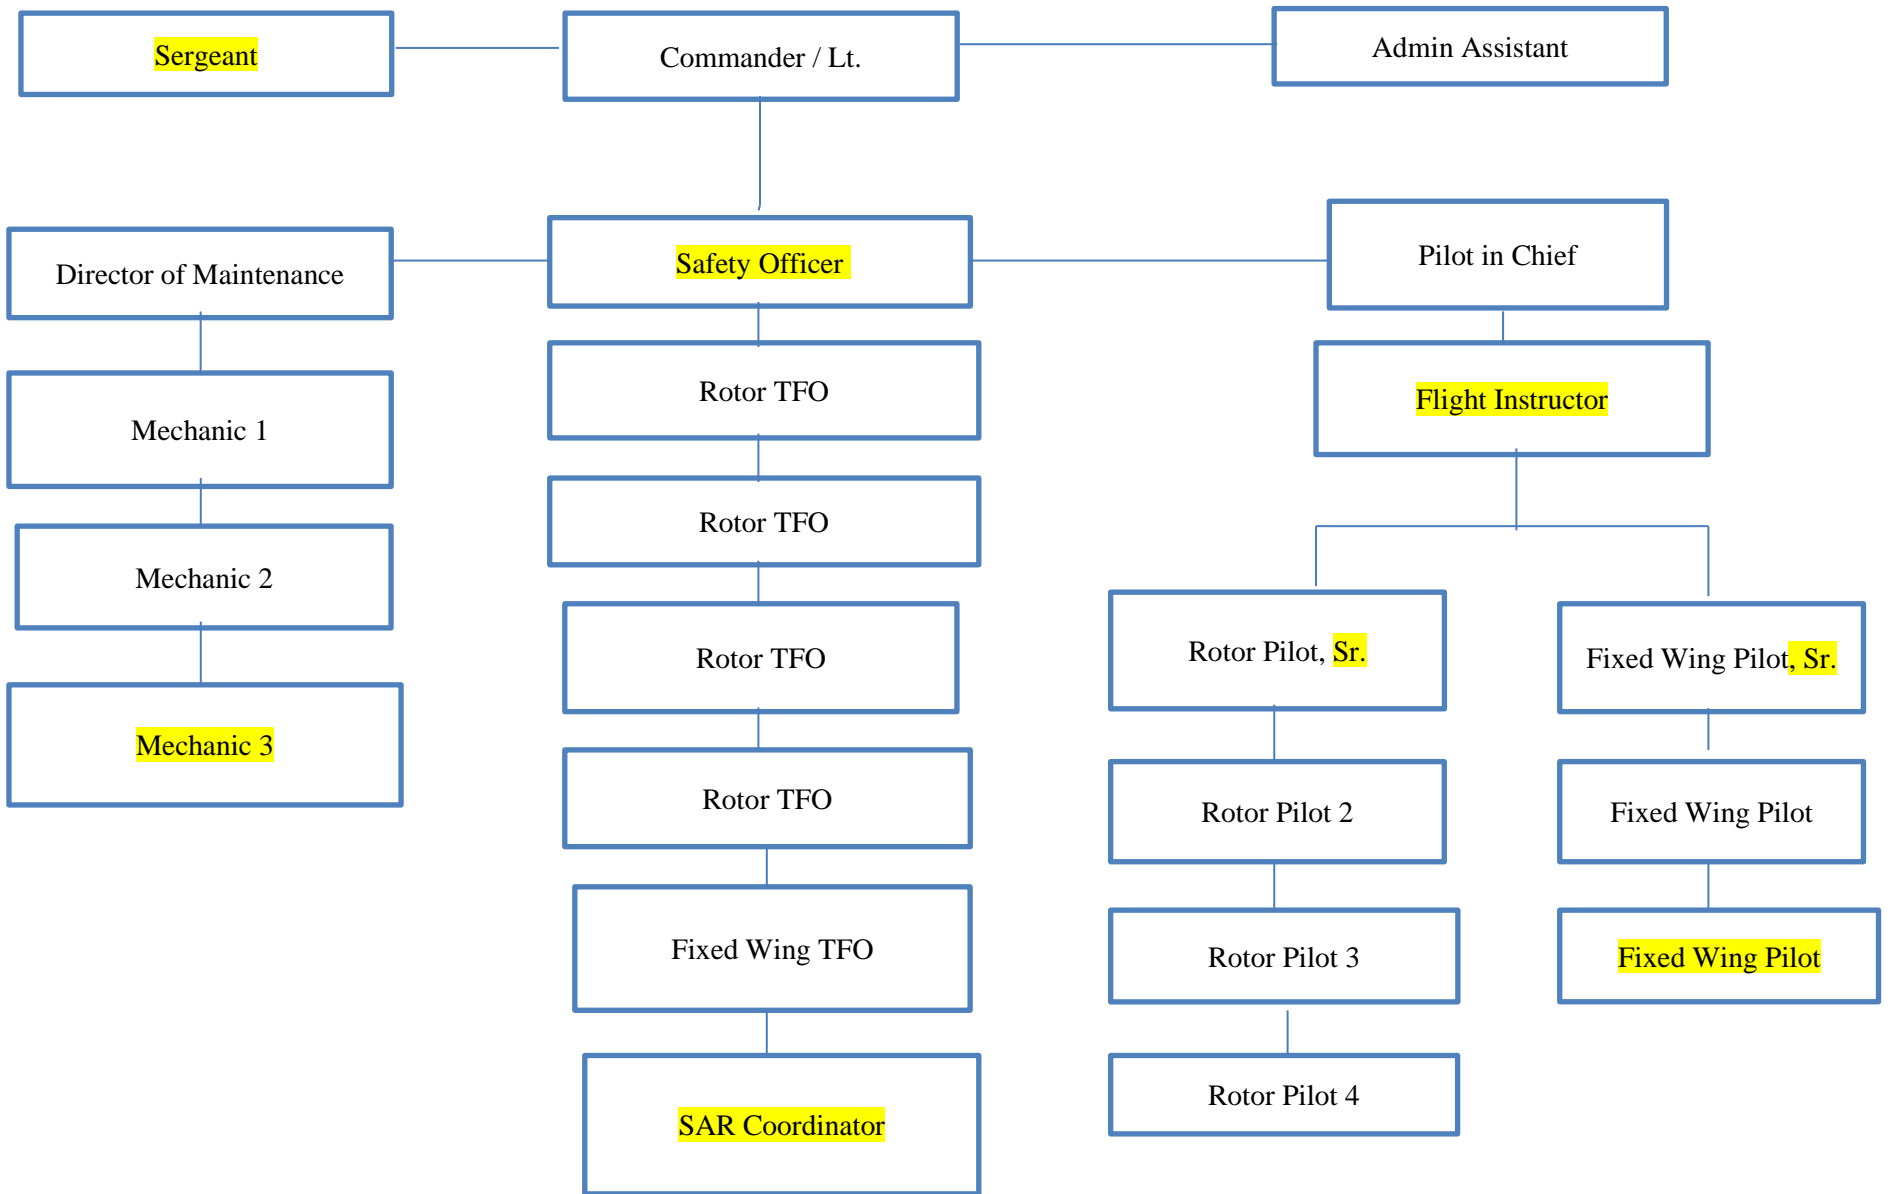 Sergeant
Commander / Lt.
Admin Assistant
Director of Maintenance
Safety Officer
Pilot in Chief
Mechanic 1
Rotor TFO
Flight Instructor
Mechanic 2
Rotor TFO
Mechanic 3
Rotor TFO
Rotor Pilot, Sr.
Fixed Wing Pilot, Sr.
Rotor TFO
Rotor Pilot 2
Fixed Wing Pilot
Fixed Wing TFO
Rotor Pilot 3
Fixed Wing Pilot
SAR Coordinator
Rotor Pilot 4